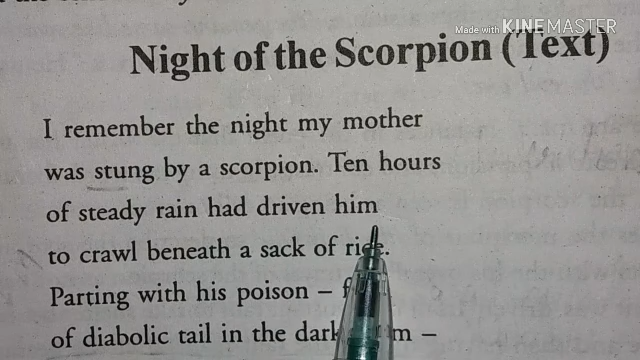 Made with KINEMASTER
Night of the Scorpion (Text)
I remember the night my mother
was stung by a scorpion. Ten hours
of steady rain had driven him
to crawl beneath a sack of rice.
Parting with his poison –
of diabolic tail in the dark –